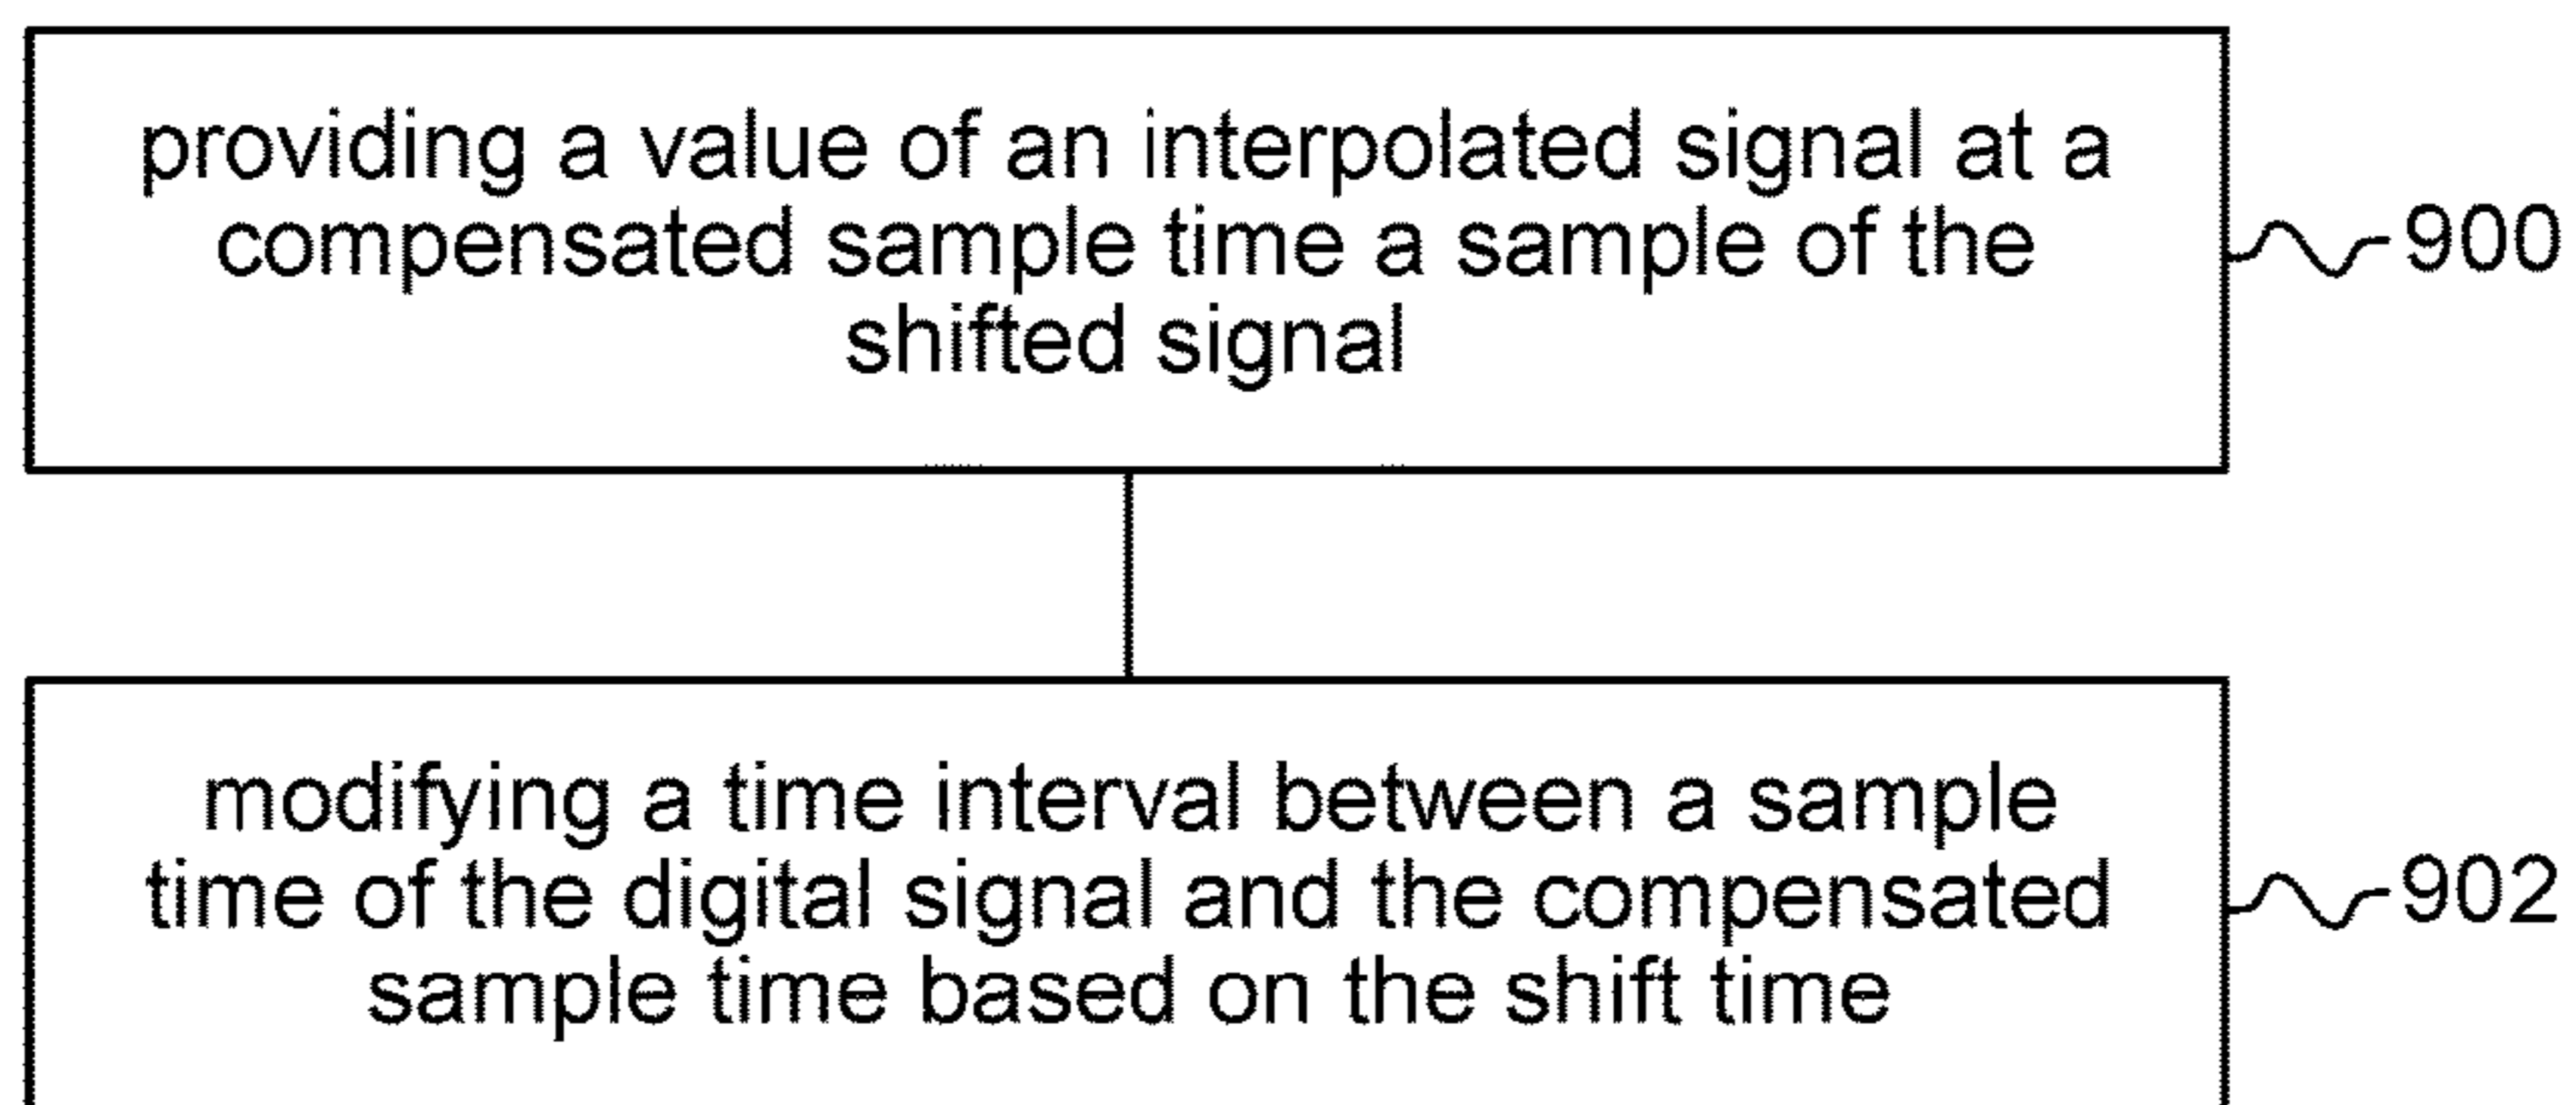 providing a value of an interpolated signal at a
compensated sample time a sample of the
shifted signal
900
modifying a time interval between a sample
time of the digital signal and the compensated
sample time based on the shift time
902